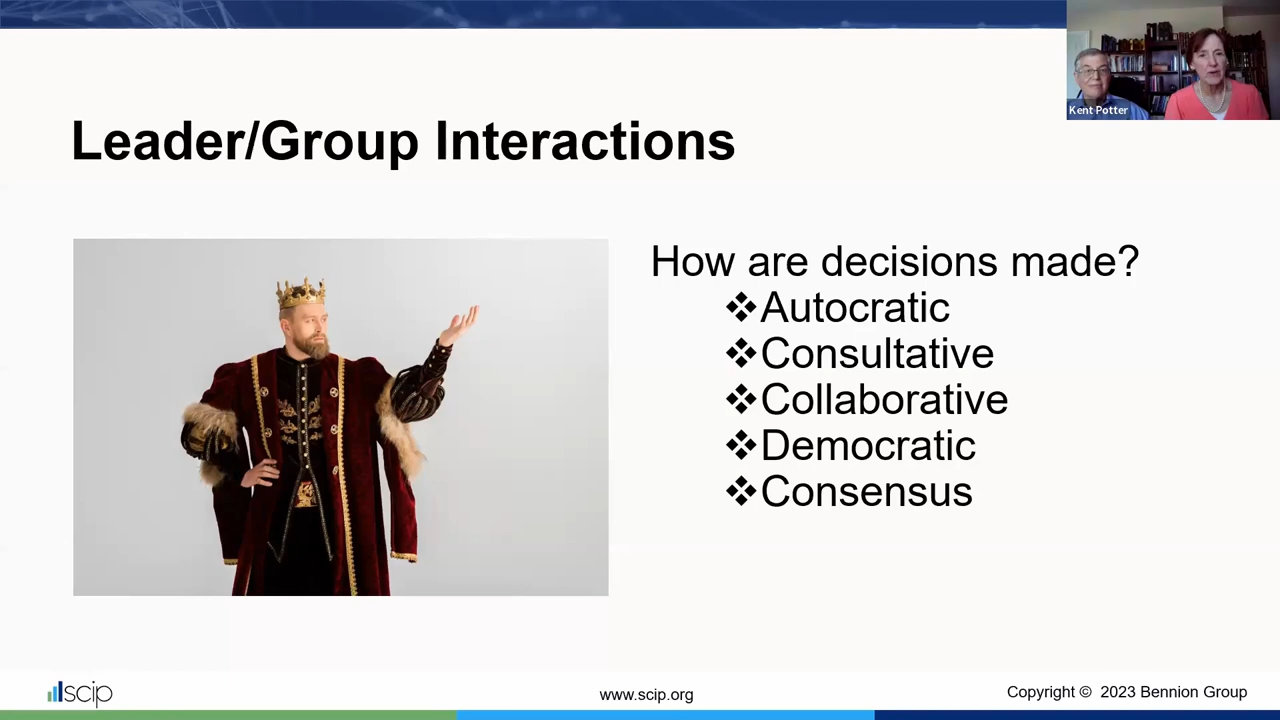 Kent Potter
Leader/Group Interactions
How are decisions made?
❖Autocratic
❖Consultative
❖Collaborative
❖Democratic
❖Consensus
scip
www.scip.org
Copyright © 2023 Bennion Group